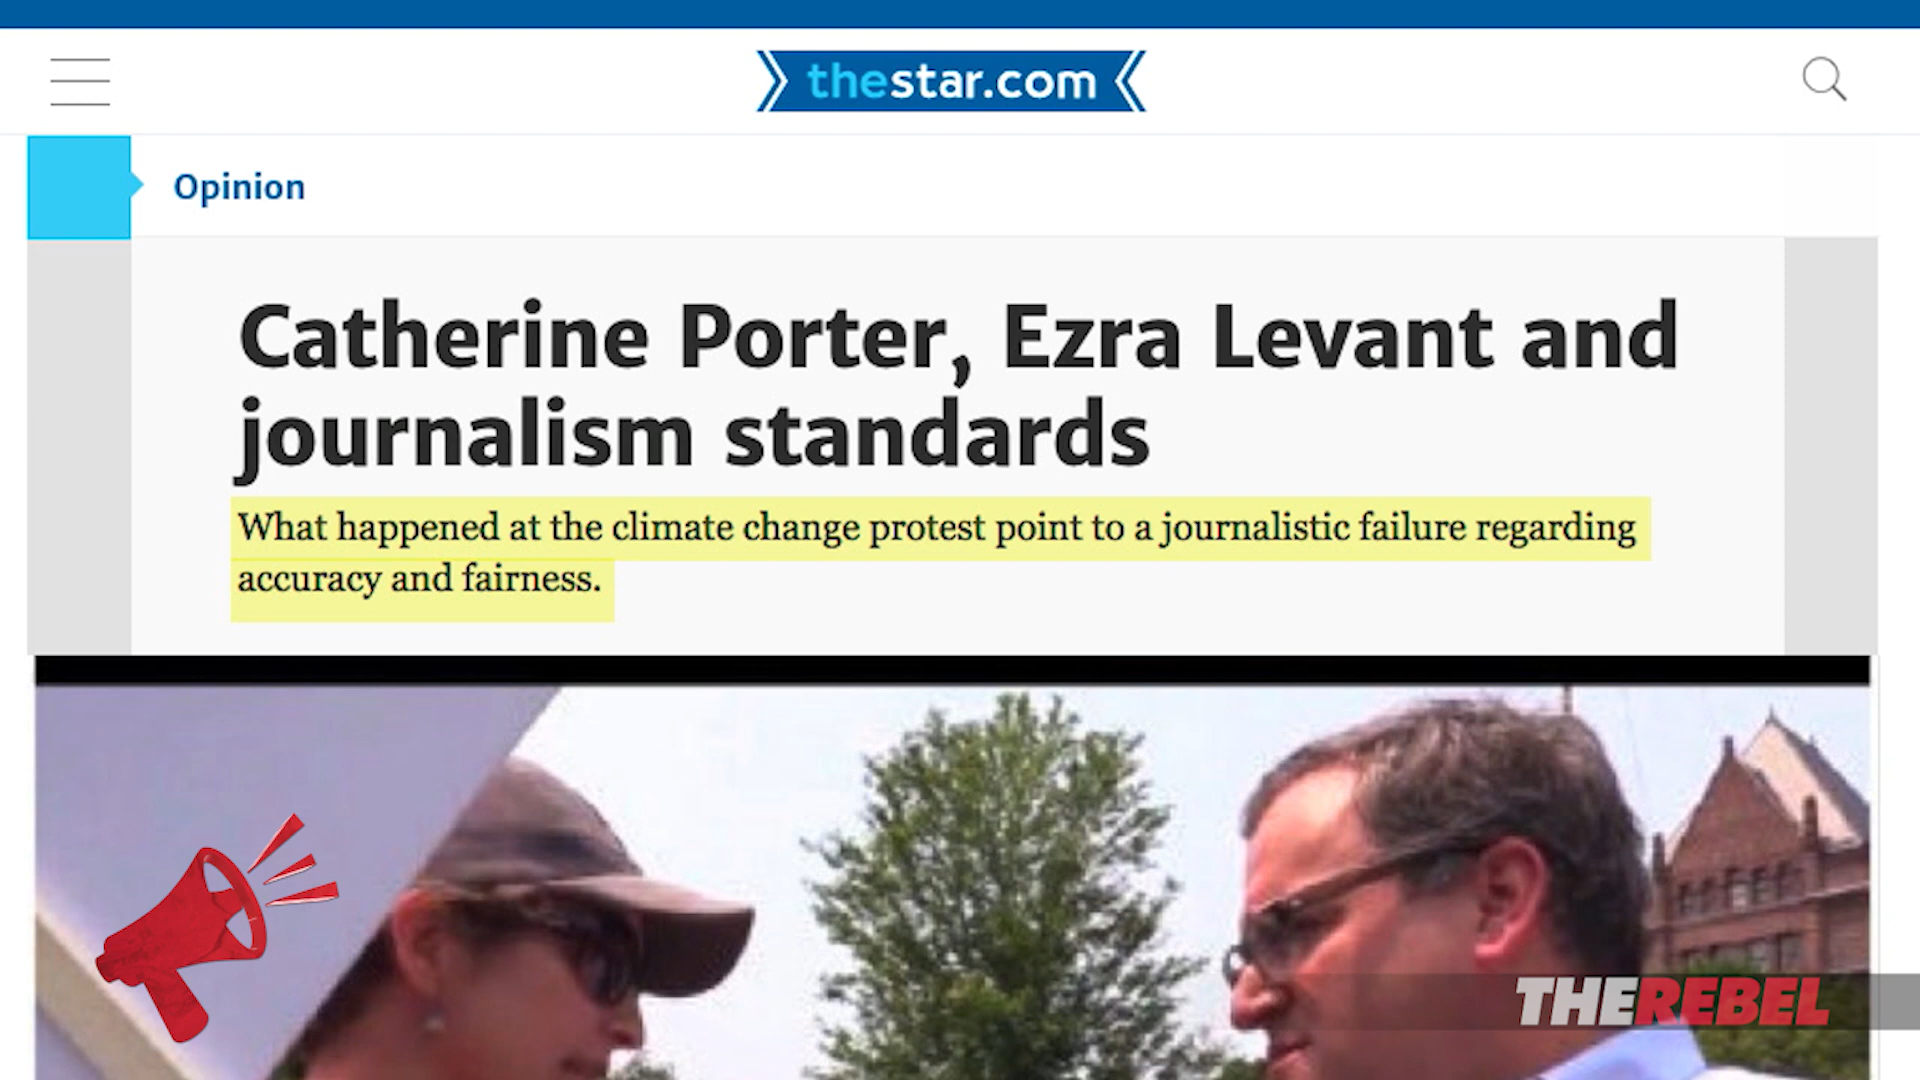 thestar.com
Opinion
Catherine Porter, Ezra Levant and
journalism standards
What happened at the climate change protest point to a journalistic failure regarding
accuracy and fairness.
THEREBEL